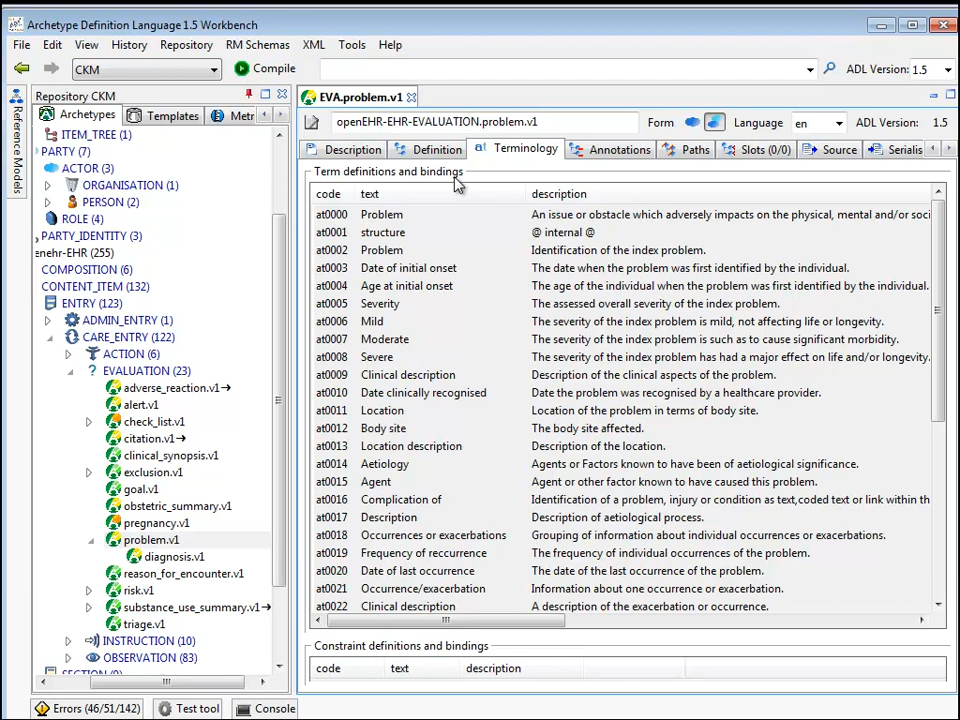 Archetype Definition Language 1.5 Workbench
File Edit View History Repository RM Schemas XML Tools Help
CKM Compile ADL Version: 1.5
Repository CKM
EVA.problem.v1
Reference Models
Archetypes Templates Metr
openEHR-EHR-EVALUATION.problem.v1 Form Language en ADL Version: 1.5
Description Definition Terminology Annotations Paths Slots (0/0) Source Serialis
ITEM_TREE (1)
PARTY (7)
ACTOR (3)
ORGANISATION (1)
PERSON (2)
ROLE (4)
PARTY_IDENTITY (3)
enehr-EHR (255)
COMPOSITION (6)
CONTENT_ITEM (132)
ENTRY (123)
ADMIN_ENTRY (1)
CARE_ENTRY (122)
ACTION (6)
? EVALUATION (23)
adverse_reaction.v1→
alert.v1
check_list.v1
citation.v1→
clinical_synopsis.v1
exclusion.v1
goal.v1
obstetric_summary.v1
pregnancy.v1
problem.v1
diagnosis.v1
reason_for_encounter.v1
risk.v1
substance_use_summary.v1→
triage.v1
INSTRUCTION (10)
OBSERVATION (83)
SECTION (9)
Term definitions and bindings
code text description
at0000 Problem An issue or obstacle which adversely impacts on the physical, mental and/or soci
at0001 structure @ internal @
at0002 Problem Identification of the index problem.
at0003 Date of initial onset The date when the problem was first identified by the individual.
at0004 Age at initial onset The age of the individual when the problem was first identified by the individual.
at0005 Severity The assessed overall severity of the index problem.
at0006 Mild The severity of the index problem is mild, not affecting life or longevity.
at0007 Moderate The severity of the index problem is such as to cause significant morbidity.
at0008 Severe The severity of the index problem has had a major effect on life and/or longevity.
at0009 Clinical description Description of the clinical aspects of the problem.
at0010 Date clinically recognised Date the problem was recognised by a healthcare provider.
at0011 Location Location of the problem in terms of body site.
at0012 Body site The body site affected.
at0013 Location description Description of the location.
at0014 Aetiology Agents or Factors known to have been of aetiological significance.
at0015 Agent Agent or other factor known to have caused this problem.
at0016 Complication of Identification of a problem, injury or condition as text,coded text or link within th
at0017 Description Description of aetiological process.
at0018 Occurrences or exacerbations Grouping of information about individual occurrences or exacerbations.
at0019 Frequency of reccurrence The frequency of individual occurrences of the problem.
at0020 Date of last occurrence The date of the last occurrence of the problem.
at0021 Occurrence/exacerbation Information about one occurrence or exacerbation.
at0022 Clinical description A description of the exacerbation or occurrence.
Constraint definitions and bindings
code text description
Errors (46/51/142) Test tool Console